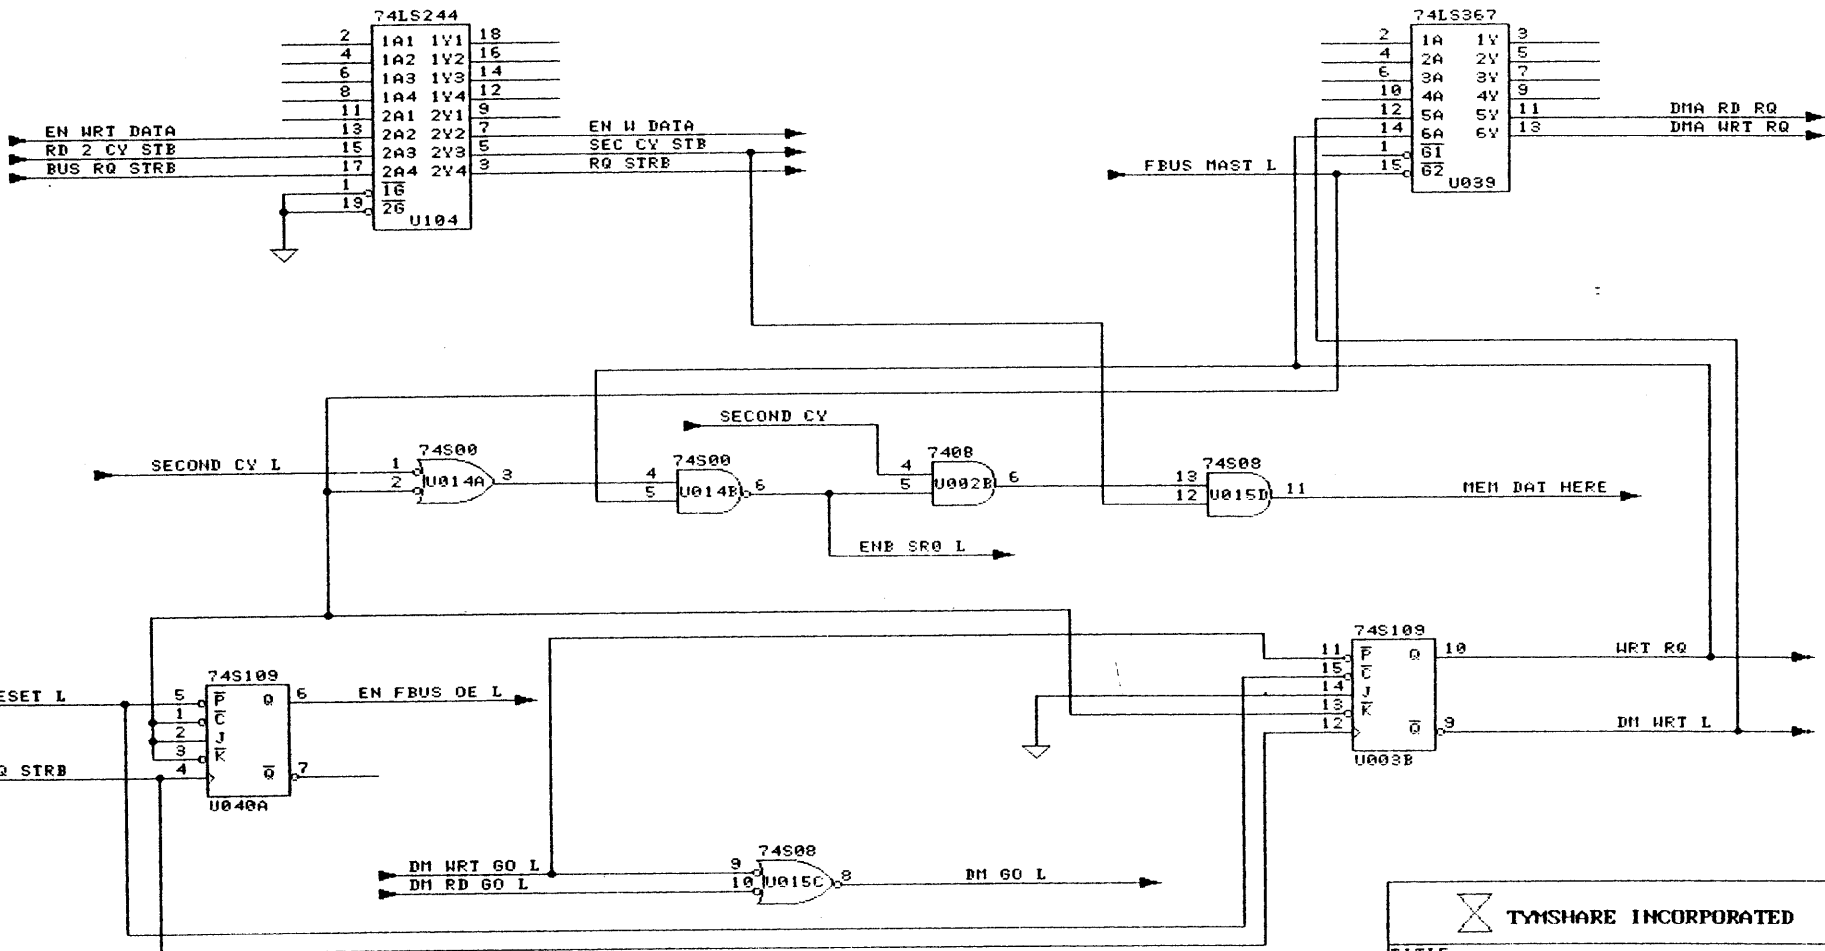 74LS244
2 1A1 1Y1 18
4 1A2 1Y2 16
6 1A3 1Y3 14
8 1A4 1Y4 12
11 2A1 2Y1 9
EN WRT DATA 13 2A2 2Y2 7 EN W DATA
RD 2 CY STB 15 2A3 2Y3 5 SEC CY STB
BUS RQ STRB 17 2A4 2Y4 3 RQ STRB
1 1G
19 2G
U104
74LS367
2 1A 1Y 3
4 2A 2Y 5
6 3A 3Y 7
10 4A 4Y 9
12 5A 5Y 11 DMA RD RQ
14 6A 6Y 13 DMA WRT RQ
1 G1
FBUS MAST L 15 G2
U039
SECOND CY
SECOND CY L 1 74S00 3
2 U014A
74S00
4 U014B 6
5
7408
4 U002B 6
5
74S08
13 U015D 11 MEM DAT HERE
12
ENB SR0 L
74S109
ESET L 5 P Q 6 EN FBUS OE L
1 C
2 J
3 K
Q STRB 4 Q 7
U040A
74S109
11 P Q 10 WRT RQ
15 C
14 J
13 K
12 Q 9 DM WRT L
U003B
74S08
DM WRT GO L 9 U015C 8 DM GO L
DM RD GO L 10
TYMSHARE INCORPORATED